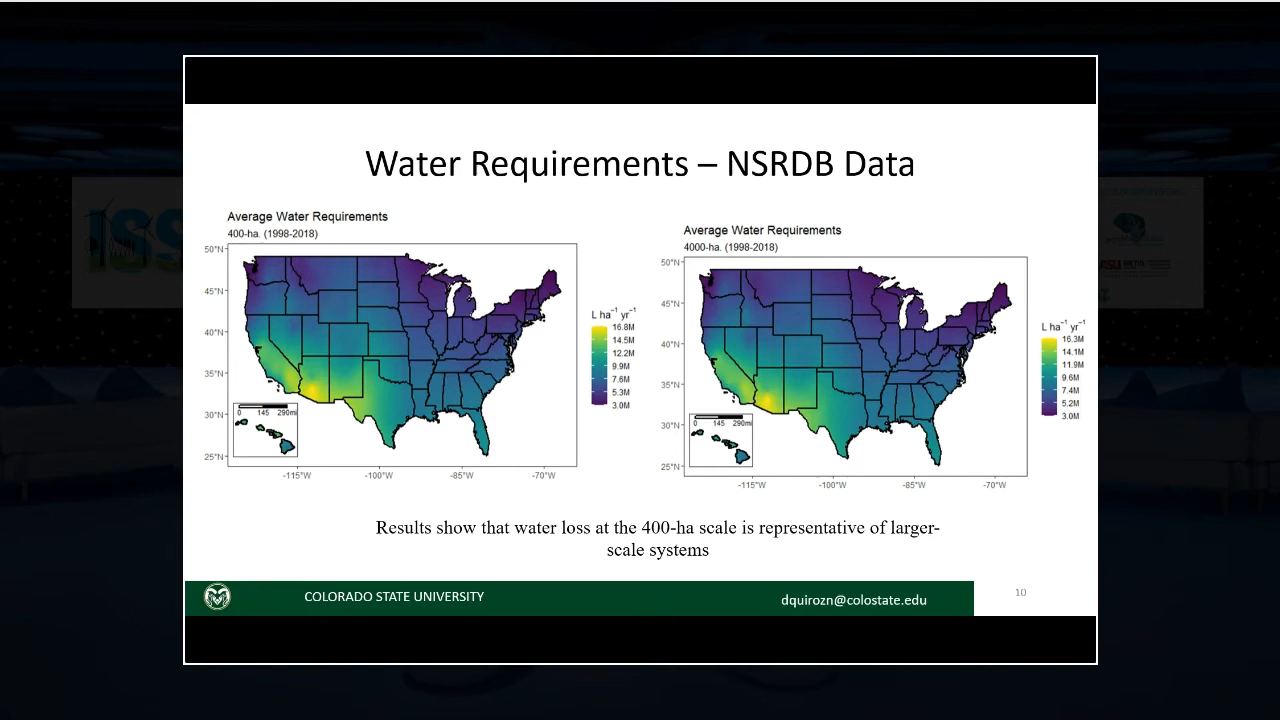 Water Requirements – NSRDB Data
Average Water Requirements
400-ha. (1998-2018)
50°N
45°N
40°N
35°N
30°N
25°N
-115°W
-100°W
-85°W
-70°W
0 145 290mi
L ha⁻¹ yr⁻¹
16.8M
14.5M
12.2M
9.9M
7.6M
5.3M
3.0M
Average Water Requirements
4000-ha. (1998-2018)
50°N
45°N
40°N
35°N
30°N
25°N
-115°W
-100°W
-85°W
-70°W
0 145 290mi
L ha⁻¹ yr⁻¹
16.3M
14.1M
11.9M
9.6M
7.4M
5.2M
3.0M
Results show that water loss at the 400-ha scale is representative of larger-
scale systems
COLORADO STATE UNIVERSITY
dquirozn@colostate.edu
10